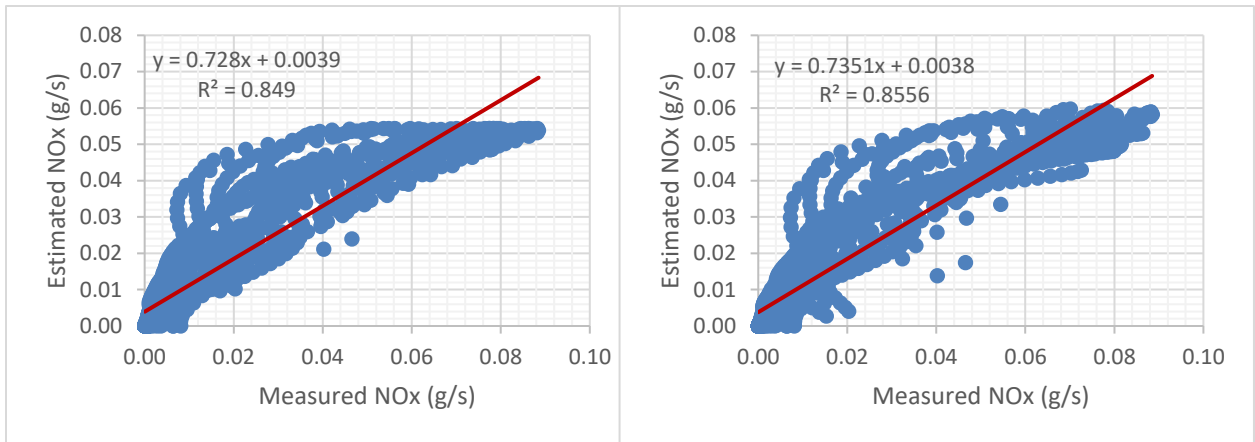 0.08
0.07
0.06
0.05
0.04
0.03
0.02
0.01
0.00
Estimated NOx (g/s)
y = 0.728x + 0.0039
R² = 0.849
0.00 0.02 0.04 0.06 0.08 0.10
Measured NOx (g/s)
0.08
0.07
0.06
0.05
0.04
0.03
0.02
0.01
0.00
Estimated NOx (g/s)
y = 0.7351x + 0.0038
R² = 0.8556
0.00 0.02 0.04 0.06 0.08 0.10
Measured NOx (g/s)